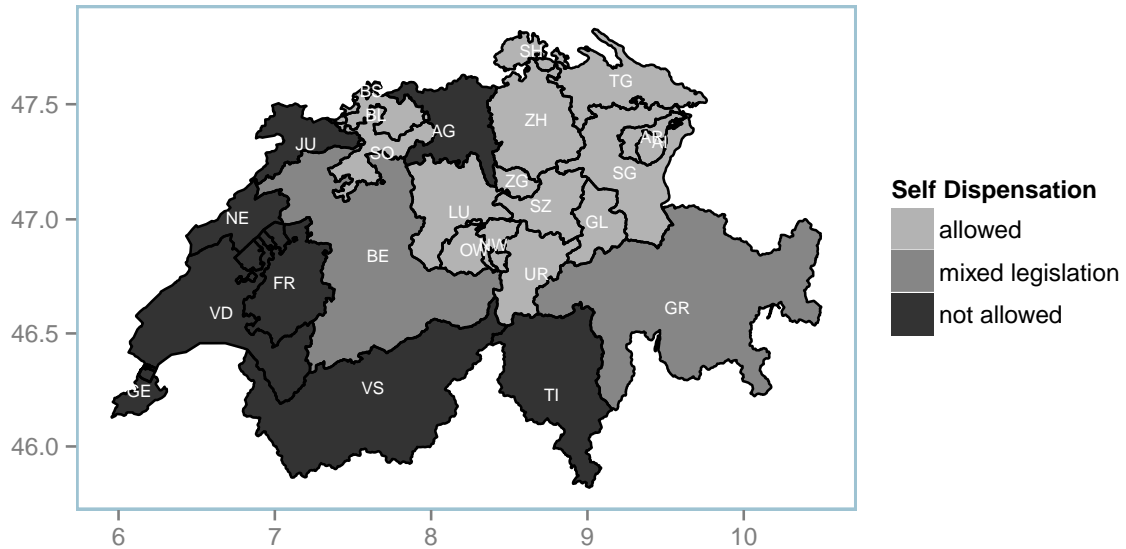 47.5
47.0
46.5
46.0
6
7
8
9
10
SH
TG
BS
BL
AG
ZH
JU
SO
AR
AI
SG
ZG
SZ
LU
NE
GL
OW
NW
BE
UR
FR
VD
GR
VS
TI
GE
Self Dispensation
allowed
mixed legislation
not allowed